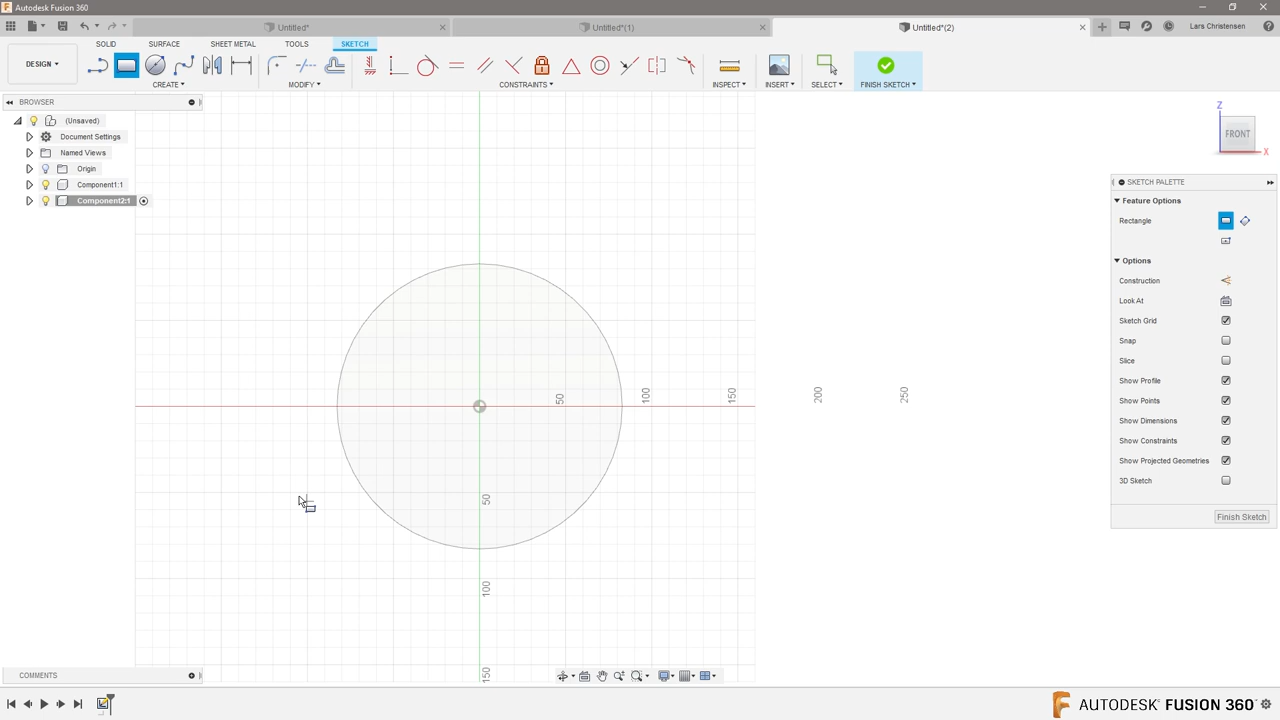 Autodesk Fusion 360
Untitled*
Untitled*(1)
Untitled*(2)
Lars Christensen
DESIGN
SOLID
SURFACE
SHEET METAL
TOOLS
SKETCH
CREATE
MODIFY
CONSTRAINTS
INSPECT
INSERT
SELECT
FINISH SKETCH
BROWSER
(Unsaved)
Document Settings
Named Views
Origin
Component1:1
Component2:1
Z
FRONT
X
SKETCH PALETTE
Feature Options
Rectangle
Options
Construction
Look At
Sketch Grid
Snap
Slice
Show Profile
Show Points
Show Dimensions
Show Constraints
Show Projected Geometries
3D Sketch
Finish Sketch
50
100
150
200
250
50
100
150
COMMENTS
AUTODESK FUSION 360